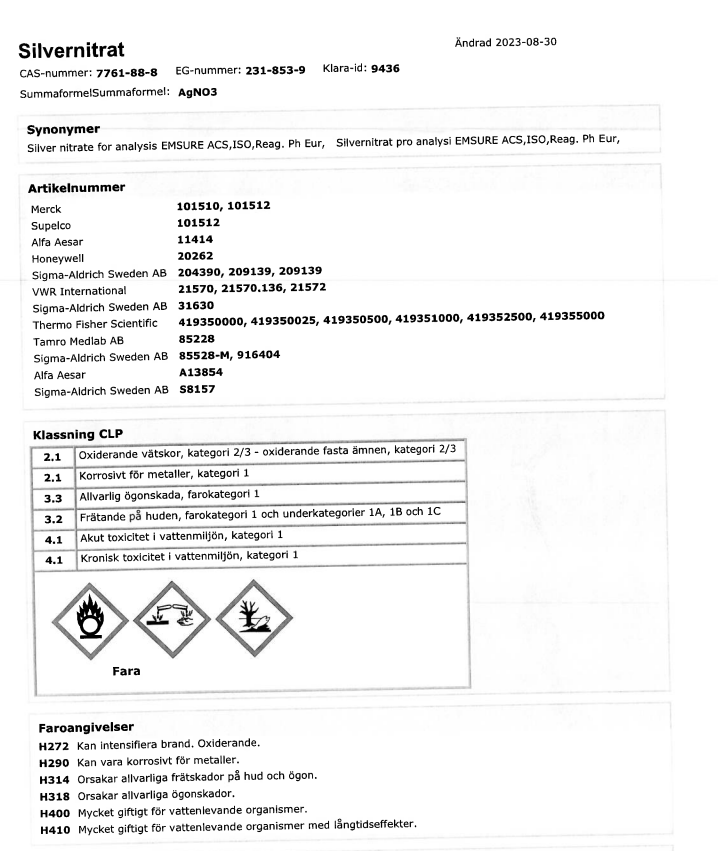 Silvernitrat
Ändrad 2023-08-30
CAS-nummer: 7761-88-8 EG-nummer: 231-853-9 Klara-id: 9436
SummaformelSummaformel: AgNO3
Synonymer
Silver nitrate for analysis EMSURE ACS,ISO,Reag. Ph Eur, Silvernitrat pro analysi EMSURE ACS,ISO,Reag. Ph Eur,
Artikelnummer
Merck 101510, 101512
Supelco 101512
Alfa Aesar 11414
Honeywell 20262
Sigma-Aldrich Sweden AB 204390, 209139, 209139
VWR International 21570, 21570.136, 21572
Sigma-Aldrich Sweden AB 31630
Thermo Fisher Scientific 419350000, 419350025, 419350500, 419351000, 419352500, 419355000
Tamro Medlab AB 85228
Sigma-Aldrich Sweden AB 85528-M, 916404
Alfa Aesar A13854
Sigma-Aldrich Sweden AB S8157
Klassning CLP
2.1 Oxiderande vätskor, kategori 2/3 - oxiderande fasta ämnen, kategori 2/3
2.1 Korrosivt för metaller, kategori 1
3.3 Allvarlig ögonskada, farokategori 1
3.2 Frätande på huden, farokategori 1 och underkategorier 1A, 1B och 1C
4.1 Akut toxicitet i vattenmiljön, kategori 1
4.1 Kronisk toxicitet i vattenmiljön, kategori 1
Fara
Faroangivelser
H272 Kan intensifiera brand. Oxiderande.
H290 Kan vara korrosivt för metaller.
H314 Orsakar allvarliga frätskador på hud och ögon.
H318 Orsakar allvarliga ögonskador.
H400 Mycket giftigt för vattenlevande organismer.
H410 Mycket giftigt för vattenlevande organismer med långtidseffekter.